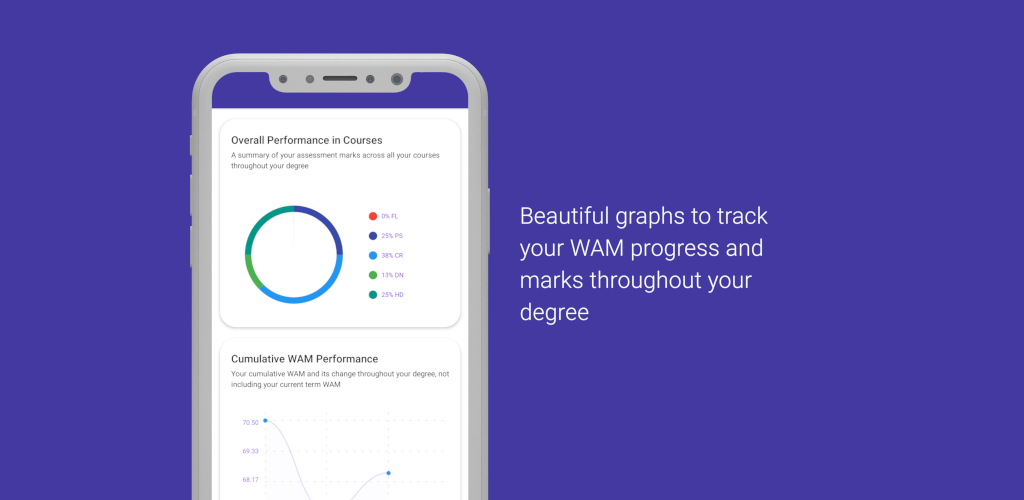 Overall Performance in Courses
A summary of your assessment marks across all your courses
throughout your degree
0% FL
25% PS
38% CR
13% DN
25% HD
Cumulative WAM Performance
Your cumulative WAM and its change throughout your degree, not
including your current term WAM
70.50
69.33
68.17
Beautiful graphs to track
your WAM progress and
marks throughout your
degree